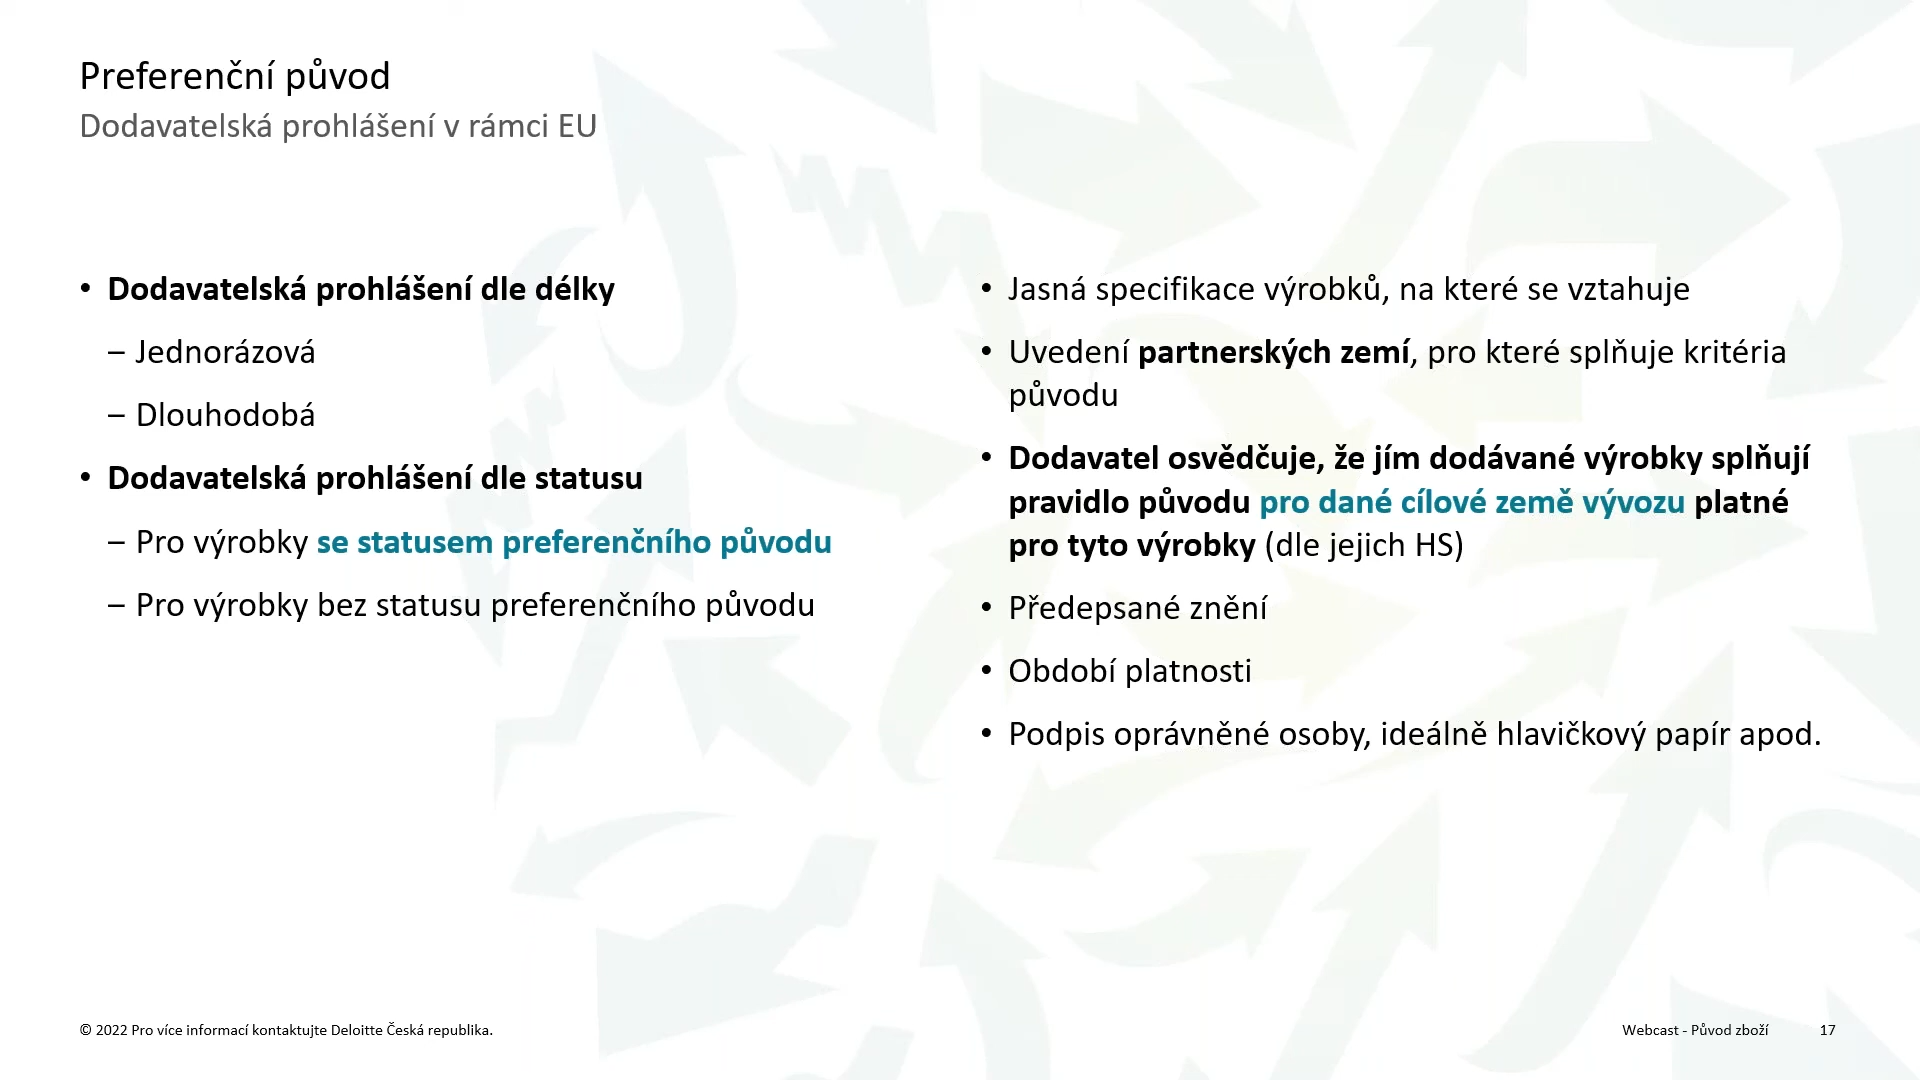 Preferenční původ
Dodavatelská prohlášení v rámci EU
• Dodavatelská prohlášení dle délky
– Jednorázová
– Dlouhodobá
• Dodavatelská prohlášení dle statusu
– Pro výrobky se statusem preferenčního původu
– Pro výrobky bez statusu preferenčního původu
• Jasná specifikace výrobků, na které se vztahuje
• Uvedení partnerských zemí, pro které splňuje kritéria
původu
• Dodavatel osvědčuje, že jím dodávané výrobky splňují
pravidlo původu pro dané cílové země vývozu platné
pro tyto výrobky (dle jejich HS)
• Předepsané znění
• Období platnosti
• Podpis oprávněné osoby, ideálně hlavičkový papír apod.
© 2022 Pro více informací kontaktujte Deloitte Česká republika.
Webcast - Původ zboží 17